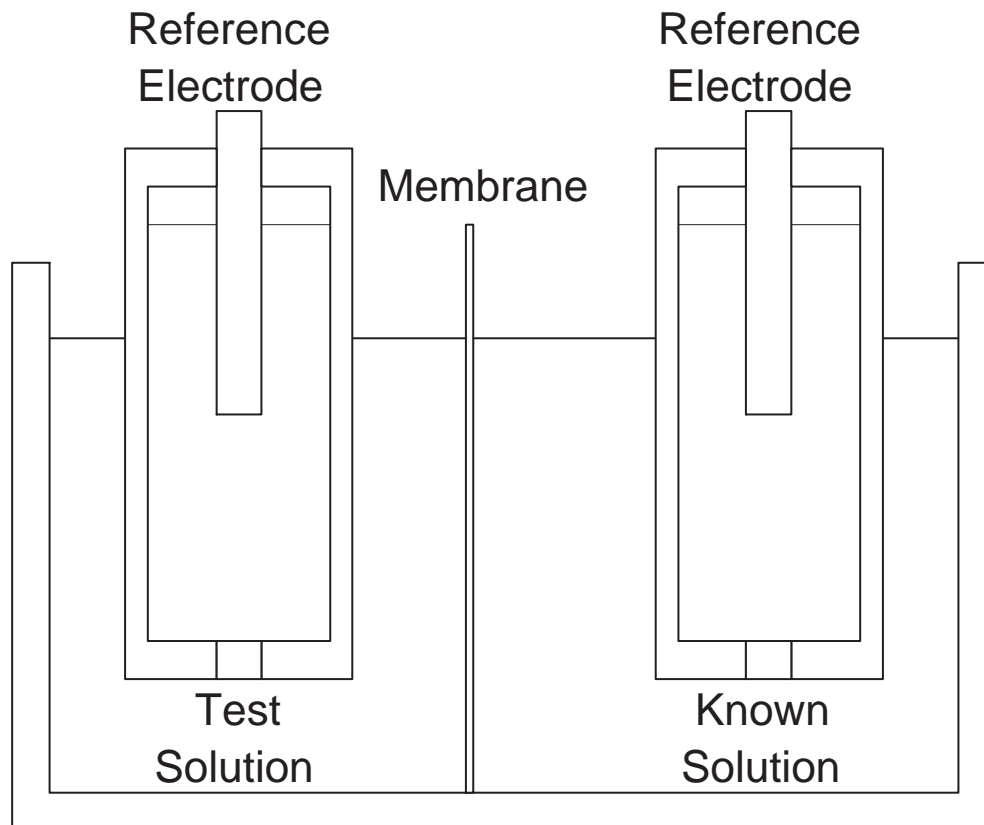 Reference
Electrode
Reference
Electrode
Membrane
Test
Solution
Known
Solution